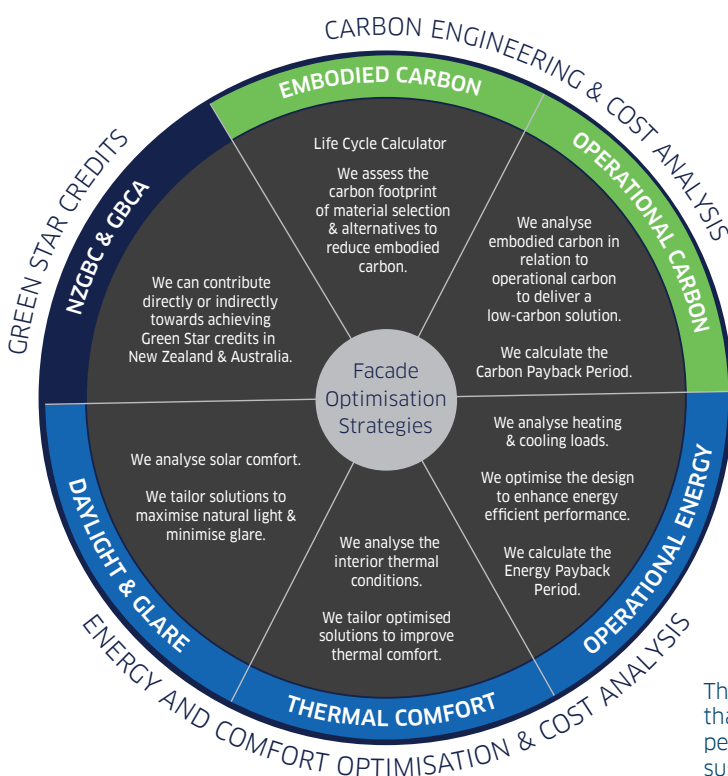 CARBON ENGINEERING & COST ANALYSIS
EMBODIED CARBON
Life Cycle Calculator
We assess the
carbon footprint
of material selection
& alternatives to
reduce embodied
carbon.
OPERATIONAL CARBON
We analyse
embodied carbon in
relation to
operational carbon
to deliver a
low-carbon solution.
We calculate the
Carbon Payback Period.
GREEN STAR CREDITS
NZGBC & GBCA
We can contribute
directly or indirectly
towards achieving
Green Star credits in
New Zealand & Australia.
Facade
Optimisation
Strategies
OPERATIONAL ENERGY
We analyse heating
& cooling loads.
We optimise the design
to enhance energy
efficient performance.
We calculate the
Energy Payback
Period.
DAYLIGHT & GLARE
We analyse solar comfort.
We tailor solutions to
maximise natural light &
minimise glare.
THERMAL COMFORT
We analyse the
interior thermal
conditions.
We tailor optimised
solutions to improve
thermal comfort.
ENERGY AND COMFORT OPTIMISATION & COST ANALYSIS